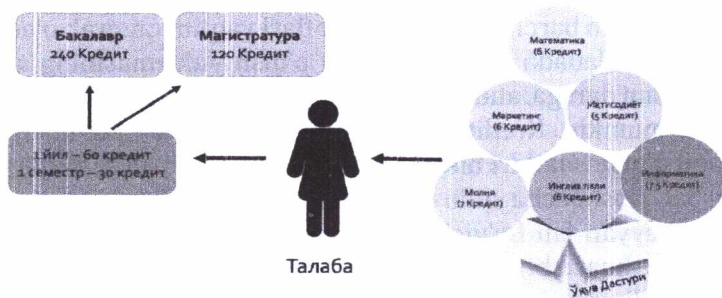 Бакалавр
240 Кредит
Магистратура
120 Кредит
1 йил – 60 кредит
1 семестр – 30 кредит
Талаба
Математика
(6 Кредит)
Маркетинг
(6 Кредит)
Иқтисодиёт
(5 Кредит)
Молия
(7 Кредит)
Инглиз тили
(6 Кредит)
Информатика
(7.5 Кредит)
Ўқув Дастури